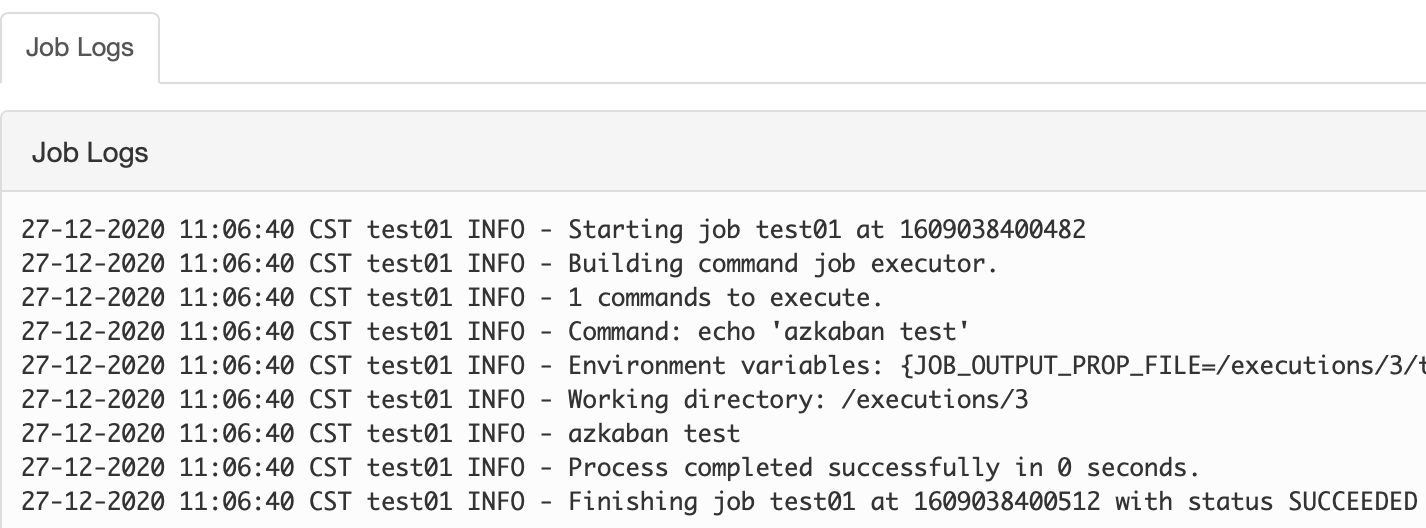 Job Logs
Job Logs
27-12-2020 11:06:40 CST test01 INFO - Starting job test01 at 1609038400482
27-12-2020 11:06:40 CST test01 INFO - Building command job executor.
27-12-2020 11:06:40 CST test01 INFO - 1 commands to execute.
27-12-2020 11:06:40 CST test01 INFO - Command: echo 'azkaban test'
27-12-2020 11:06:40 CST test01 INFO - Environment variables: {JOB_OUTPUT_PROP_FILE=/executions/3/t
27-12-2020 11:06:40 CST test01 INFO - Working directory: /executions/3
27-12-2020 11:06:40 CST test01 INFO - azkaban test
27-12-2020 11:06:40 CST test01 INFO - Process completed successfully in 0 seconds.
27-12-2020 11:06:40 CST test01 INFO - Finishing job test01 at 1609038400512 with status SUCCEEDED